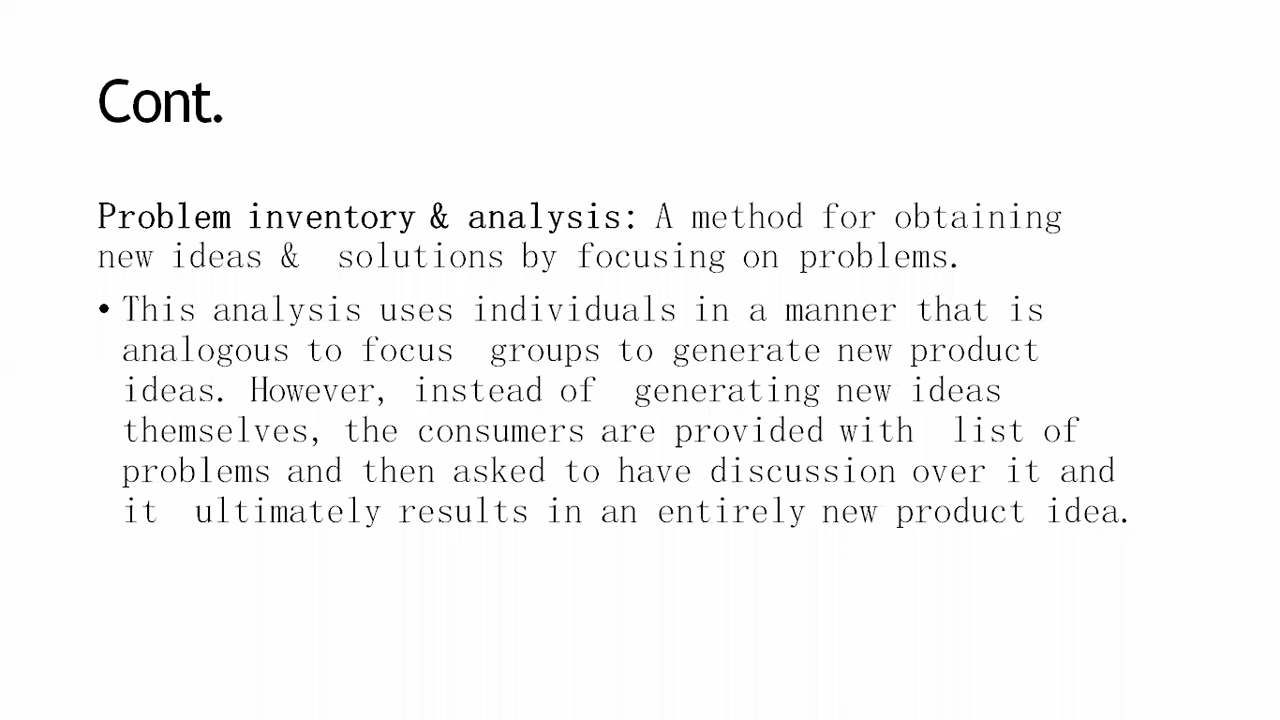 Cont.
Problem inventory & analysis: A method for obtaining
new ideas &  solutions by focusing on problems.
• This analysis uses individuals in a manner that is
analogous to focus  groups to generate new product
ideas. However, instead of  generating new ideas
themselves, the consumers are provided with  list of
problems and then asked to have discussion over it and
it  ultimately results in an entirely new product idea.